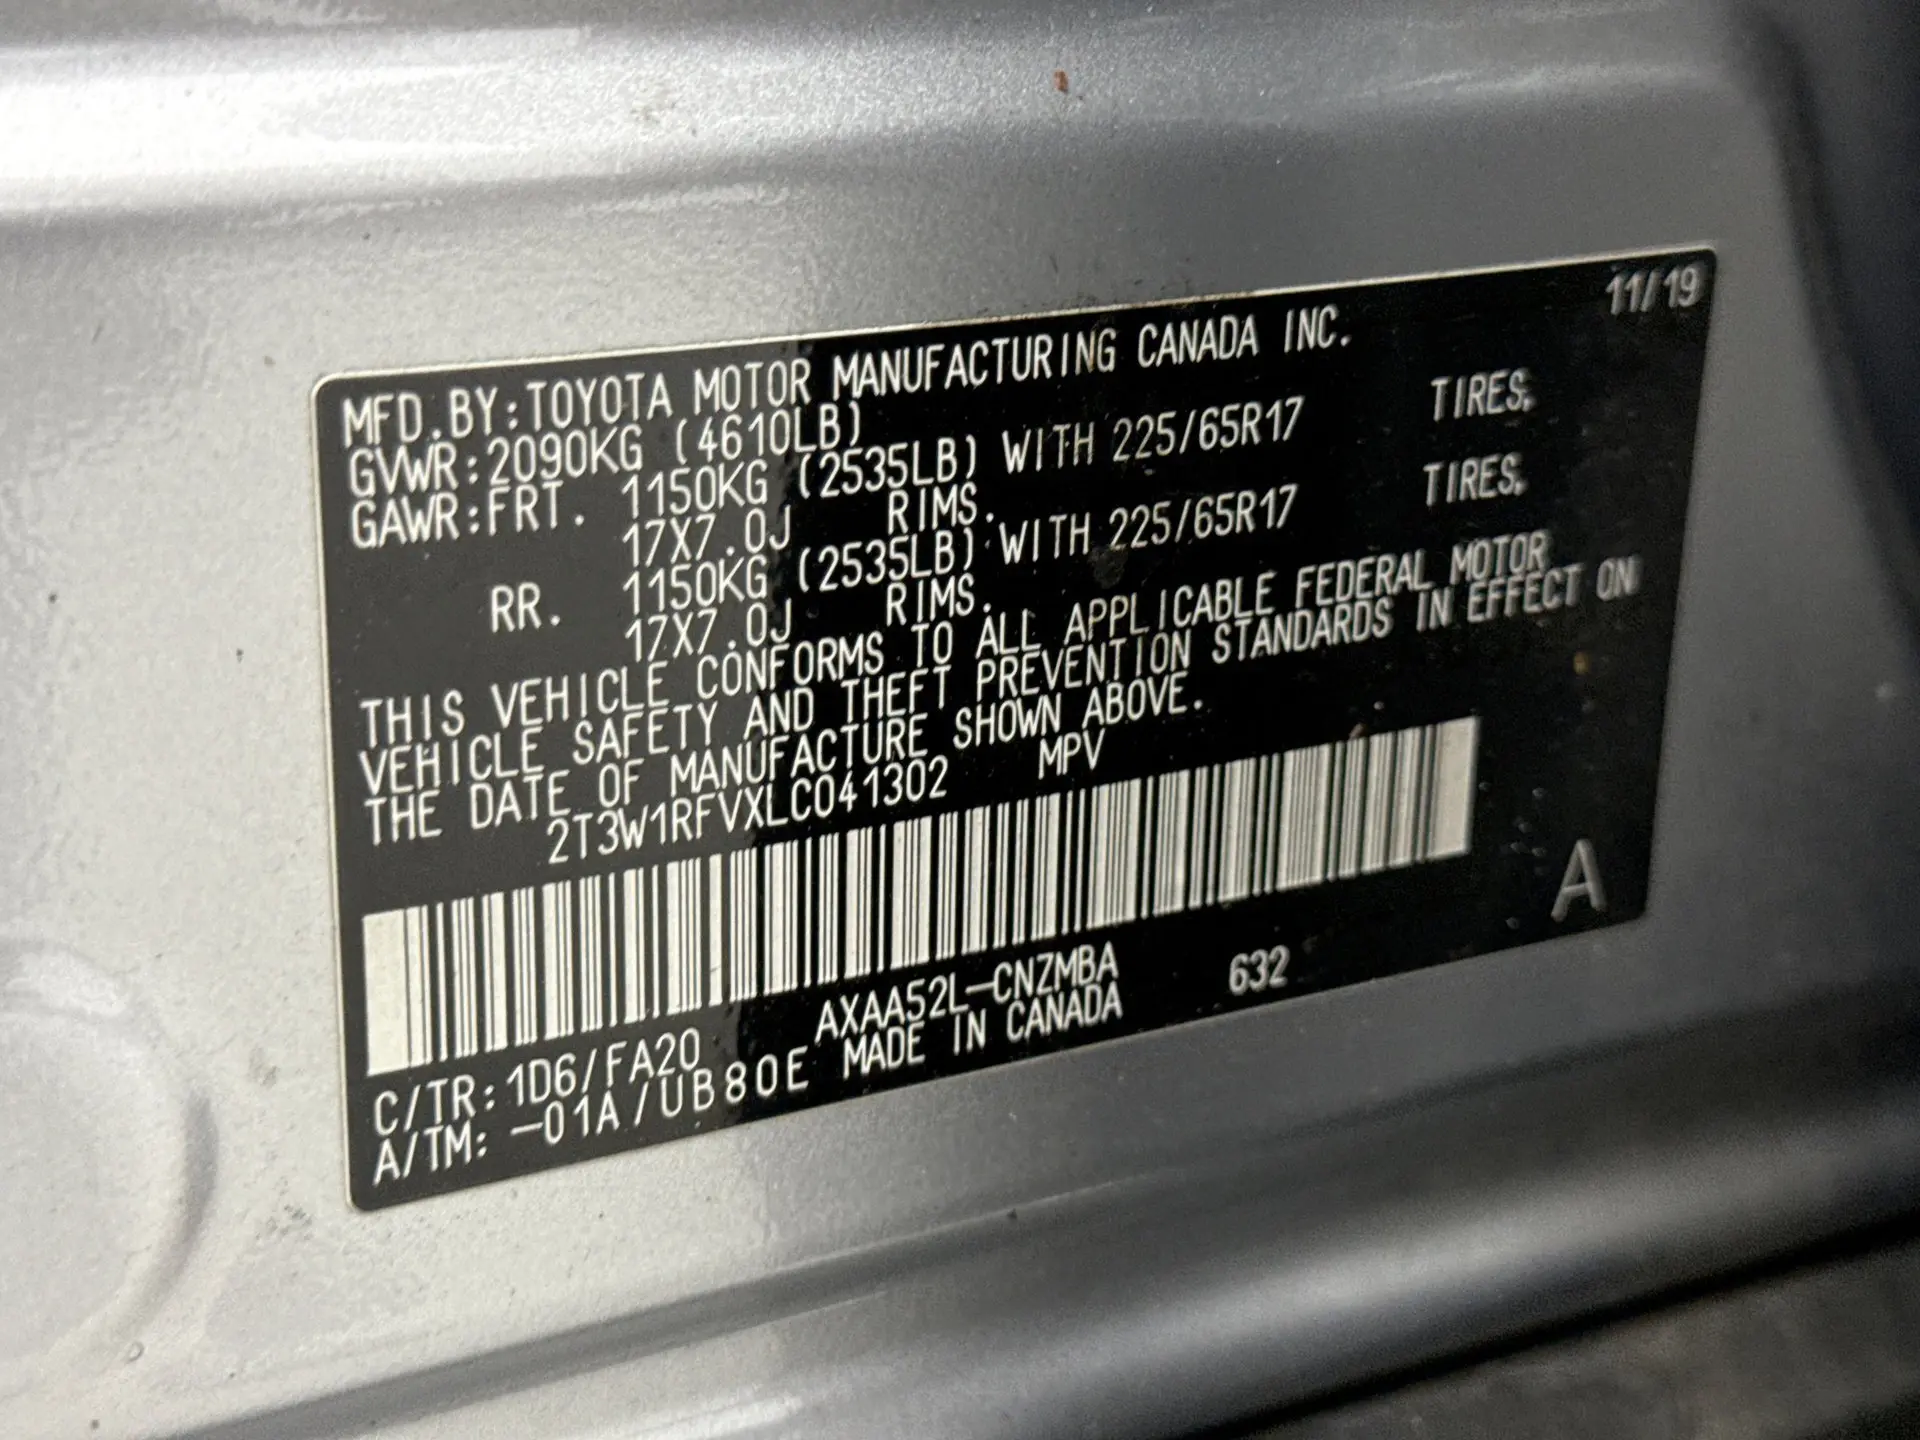 11/19
MFD.BY:TOYOTA MOTOR MANUFACTURING CANADA INC.
GVWR:2090KG (4610LB)
GAWR:FRT. 1150KG (2535LB) WITH 225/65R17 TIRES,
17X7.0J RIMS.
RR. 1150KG (2535LB) WITH 225/65R17 TIRES,
17X7.0J RIMS.
THIS VEHICLE CONFORMS TO ALL APPLICABLE FEDERAL MOTOR
VEHICLE SAFETY AND THEFT PREVENTION STANDARDS IN EFFECT ON
THE DATE OF MANUFACTURE SHOWN ABOVE.
2T3W1RFVXLC041302 MPV
A
AXAA52L-CNZMBA 632
C/TR:1D6/FA20 MADE IN CANADA
A/TM: -01A/UB80E